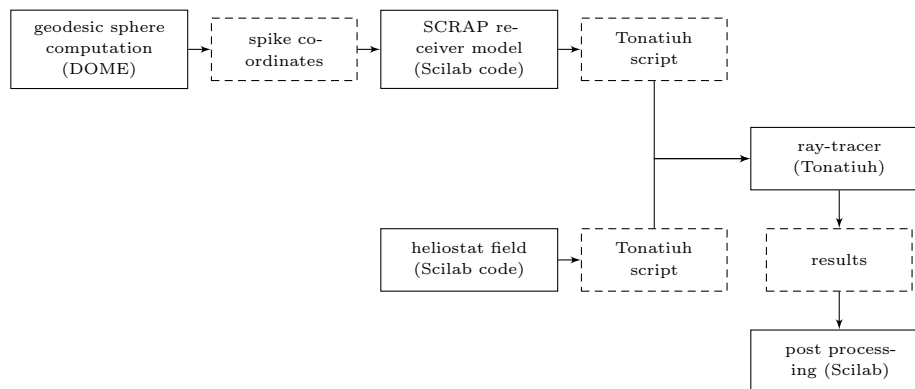 geodesic sphere
computation
(DOME)
spike co-
ordinates
SCRAP re-
ceiver model
(Scilab code)
Tonatiuh
script
ray-tracer
(Tonatiuh)
heliostat field
(Scilab code)
Tonatiuh
script
results
post process-
ing (Scilab)